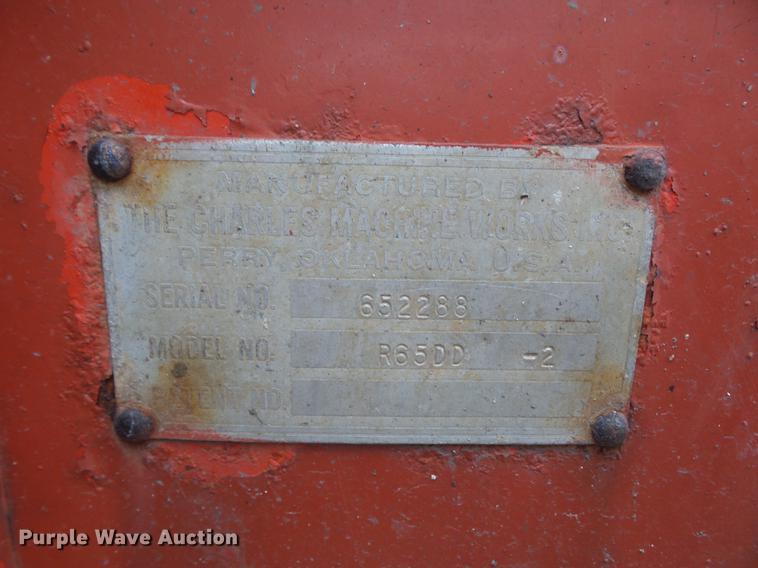 MANUFACTURED BY
THE CHARLES MACHINE WORKS, INC.
PERRY, OKLAHOMA U.S.A.
SERIAL NO. 652288
MODEL NO. R65DD -2
PATENT NO.
Purple Wave Auction